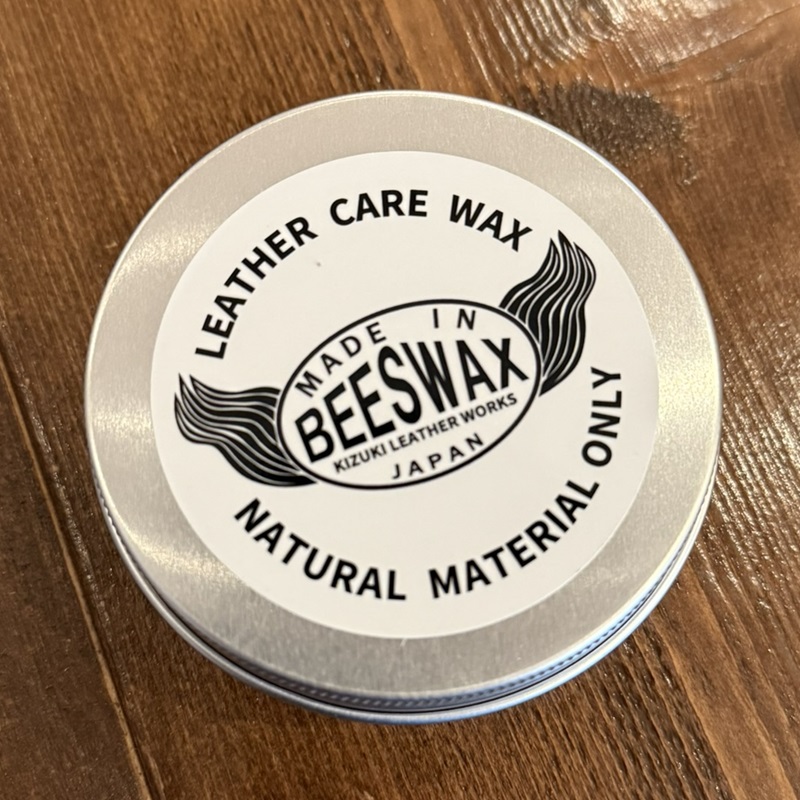 LEATHER CARE WAX
MADE IN
BEESWAX
KIZUKI LEATHER WORKS
JAPAN
NATURAL MATERIAL ONLY